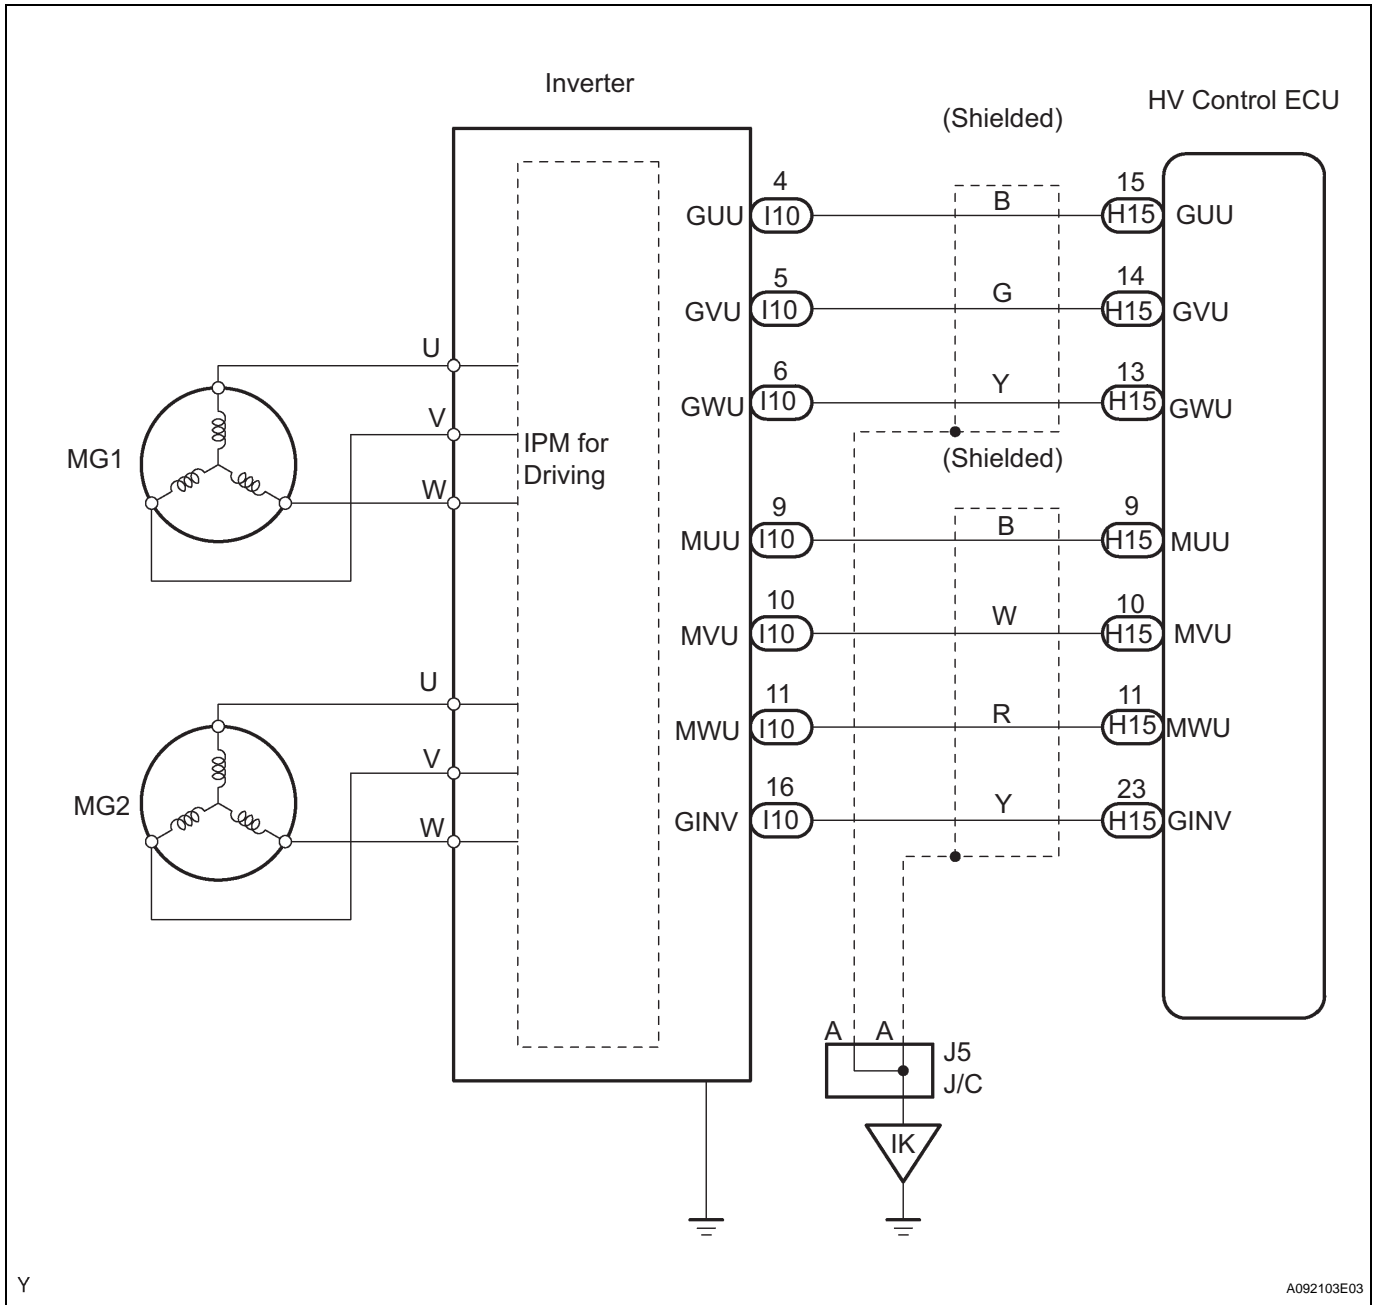 Inverter
HV Control ECU
(Shielded)
4
15
GUU
I10
B
H15
GUU
5
14
GVU
I10
G
H15
GVU
6
13
GWU
I10
Y
H15
GWU
U
V
W
MG1
IPM for
Driving
(Shielded)
9
9
MUU
I10
B
H15
MUU
10
10
MVU
I10
W
H15
MVU
11
11
MWU
I10
R
H15
MWU
16
23
GINV
I10
Y
H15
GINV
U
V
W
MG2
A
A
J5
J/C
IK
Y
A092103E03